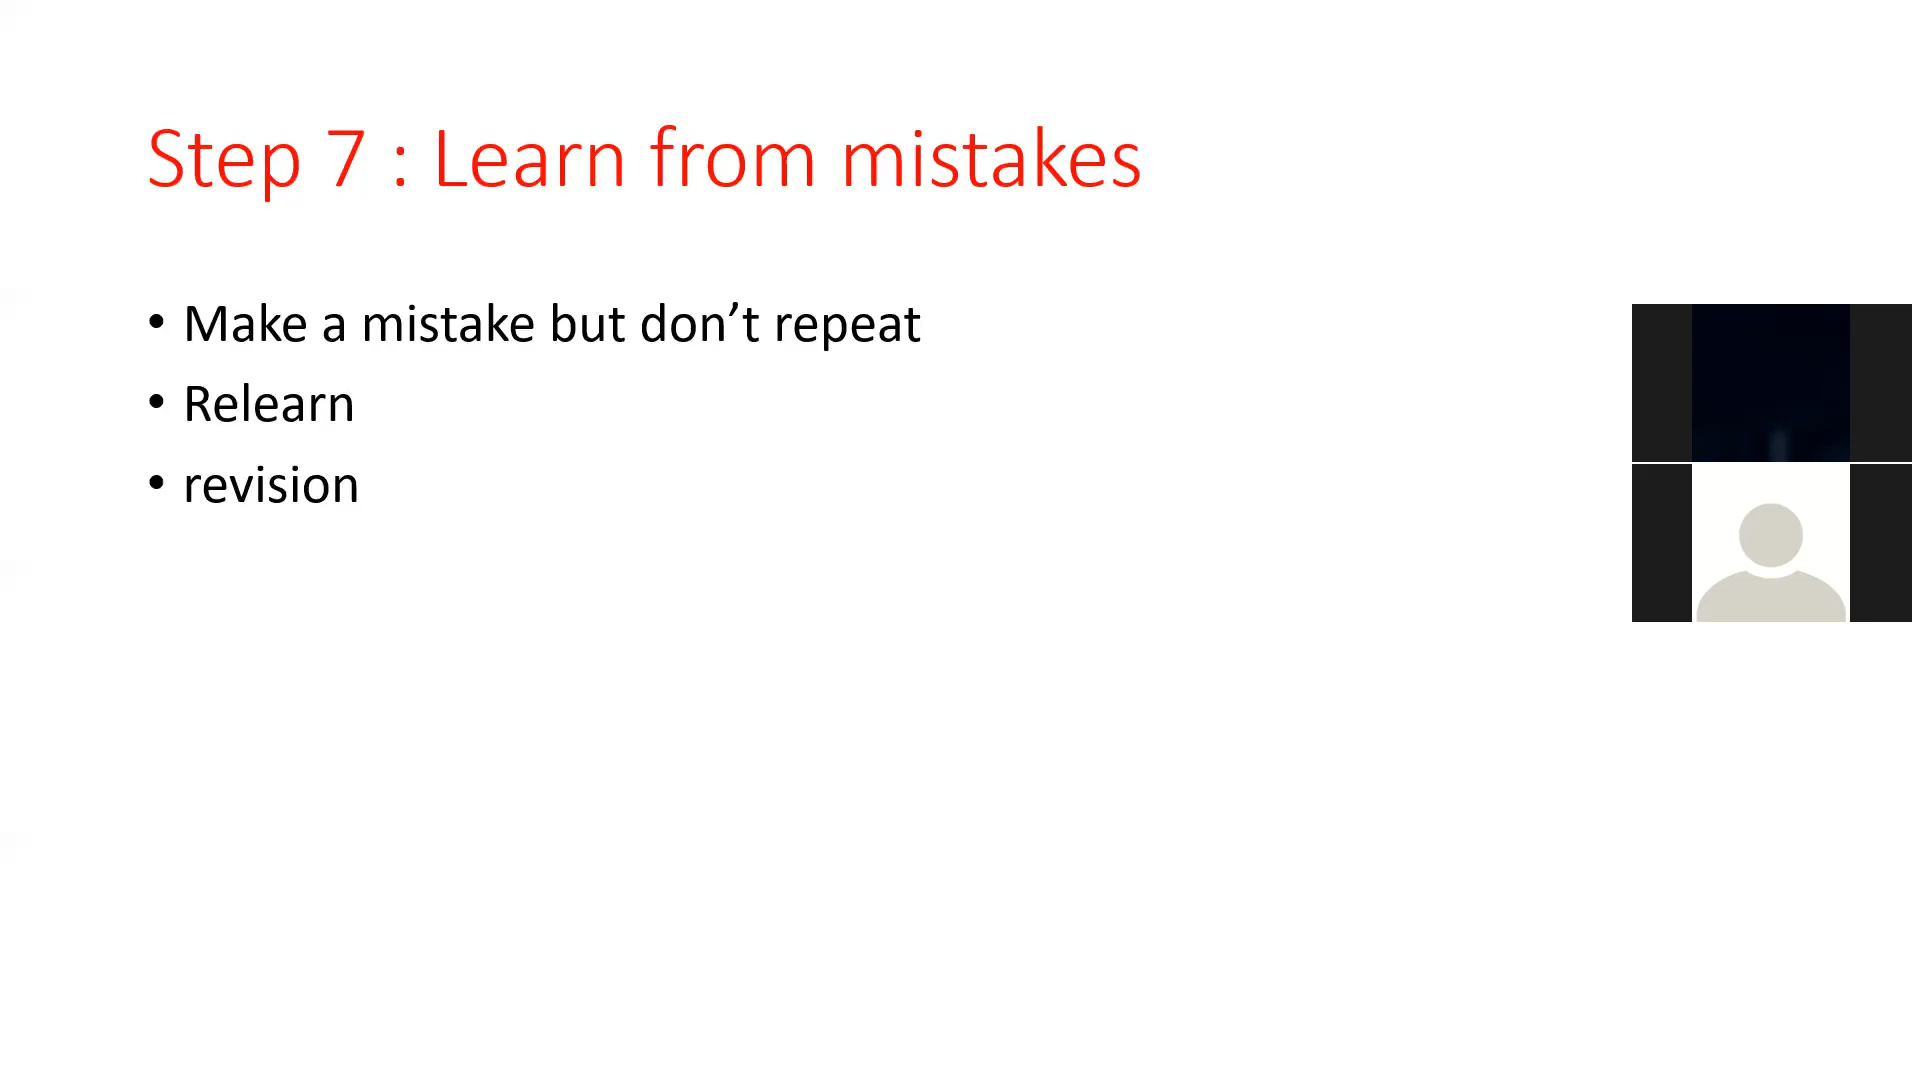 Step 7 : Learn from mistakes
• Make a mistake but don’t repeat
• Relearn
• revision